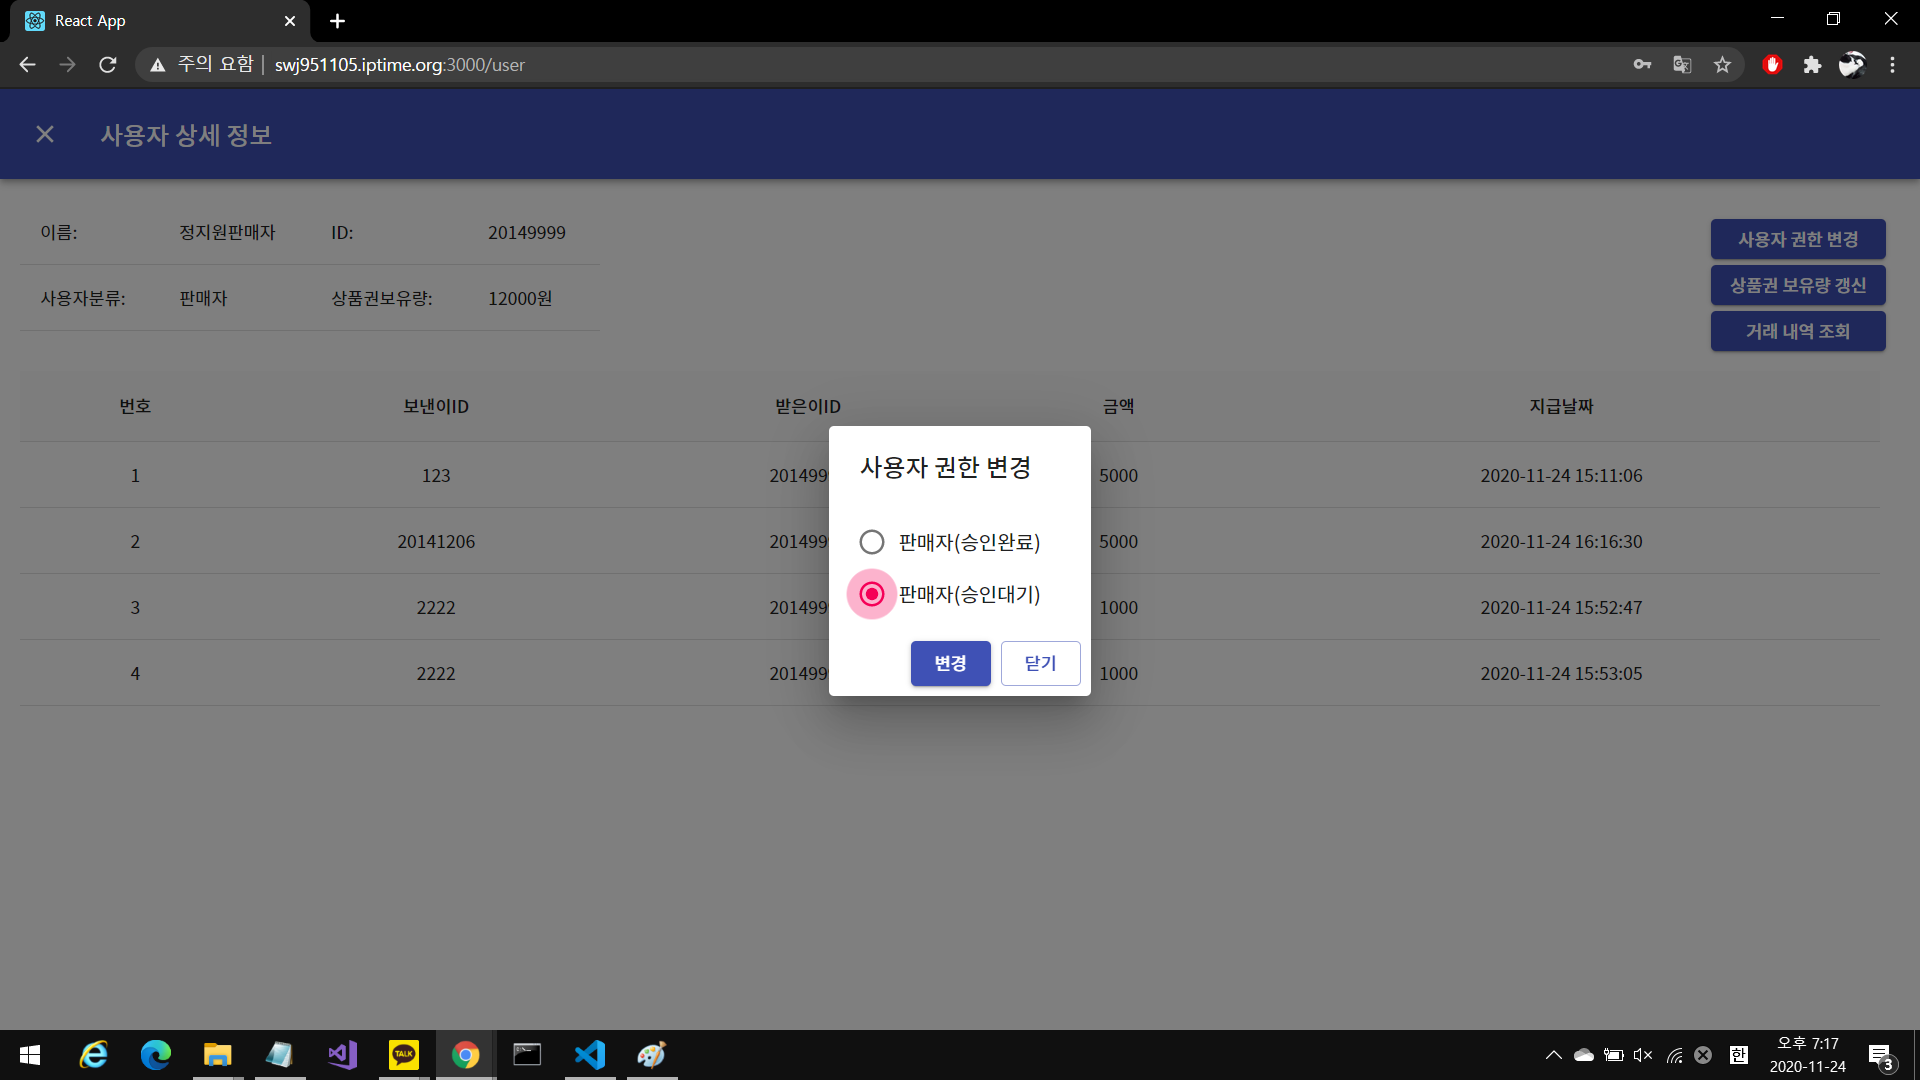 React App
주의 요함 | swj951105.iptime.org:3000/user
사용자 상세 정보
이름: 정지원판매자 ID: 20149999
사용자분류: 판매자 상품권보유량: 12000원
사용자 권한 변경
상품권 보유량 갱신
거래 내역 조회
번호 보낸이ID 받은이ID 금액 지급날짜
1 123 5000 2020-11-24 15:11:06
2 20141206 5000 2020-11-24 16:16:30
3 2222 1000 2020-11-24 15:52:47
4 2222 1000 2020-11-24 15:53:05
사용자 권한 변경
판매자(승인완료)
판매자(승인대기)
변경 닫기
TALK
한
오후 7:17
2020-11-24
3